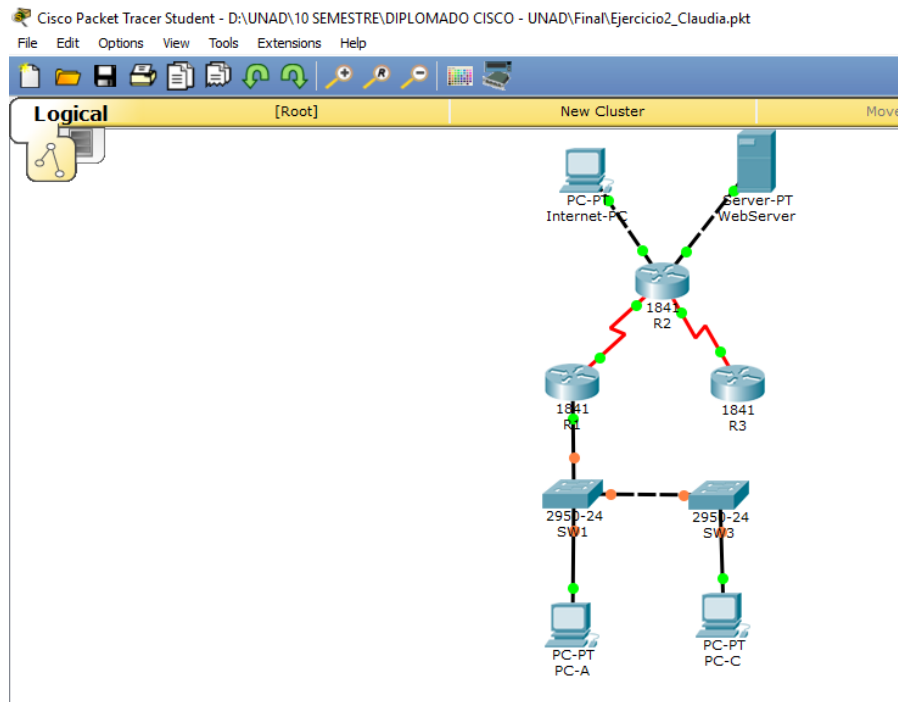 Cisco Packet Tracer Student - D:\UNAD\10 SEMESTRE\DIPLOMADO CISCO - UNAD\Final\Ejercicio2_Claudia.pkt
File Edit Options View Tools Extensions Help
Logical [Root] New Cluster Move
PC-PT
Internet-PC
Server-PT
WebServer
1841
R2
1841
R1
1841
R3
2950-24
SW1
2950-24
SW3
PC-PT
PC-A
PC-PT
PC-C